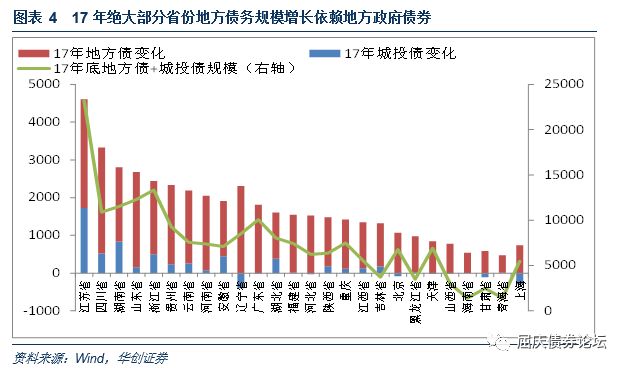 图表 4 17 年绝大部分省份地方债务规模增长依赖地方政府债券
17年地方债变化
17年城投债变化
17年底地方债+城投债规模（右轴）
5000
4000
3000
2000
1000
0
-1000
25000
20000
15000
10000
5000
0
江苏省
四川省
湖南省
山东省
浙江省
贵州省
云南省
河南省
安徽省
辽宁省
广东省
湖北省
福建省
河北省
陕西省
重庆
江西省
吉林省
北京
黑龙江省
天津
山西省
海南省
甘肃省
青海省
上海
屈庆债券论坛
资料来源：Wind，华创证券